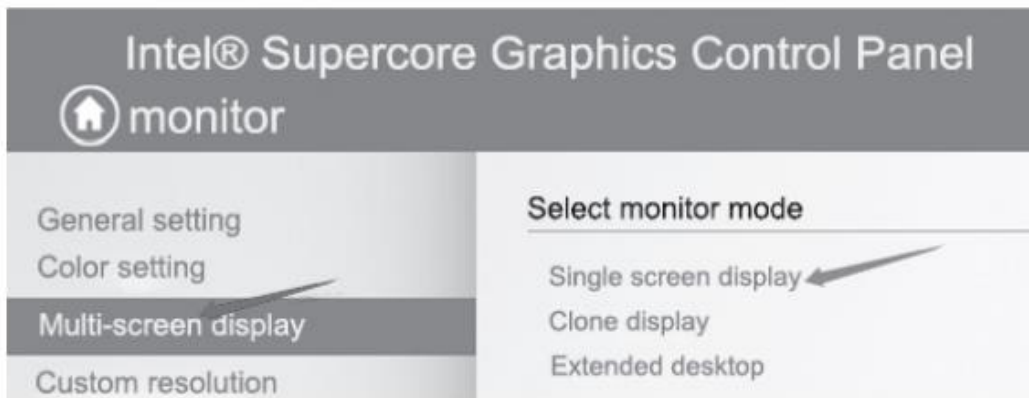 Intel® Supercore Graphics Control Panel
monitor
General setting
Color setting
Multi-screen display
Custom resolution
Select monitor mode
Single screen display
Clone display
Extended desktop